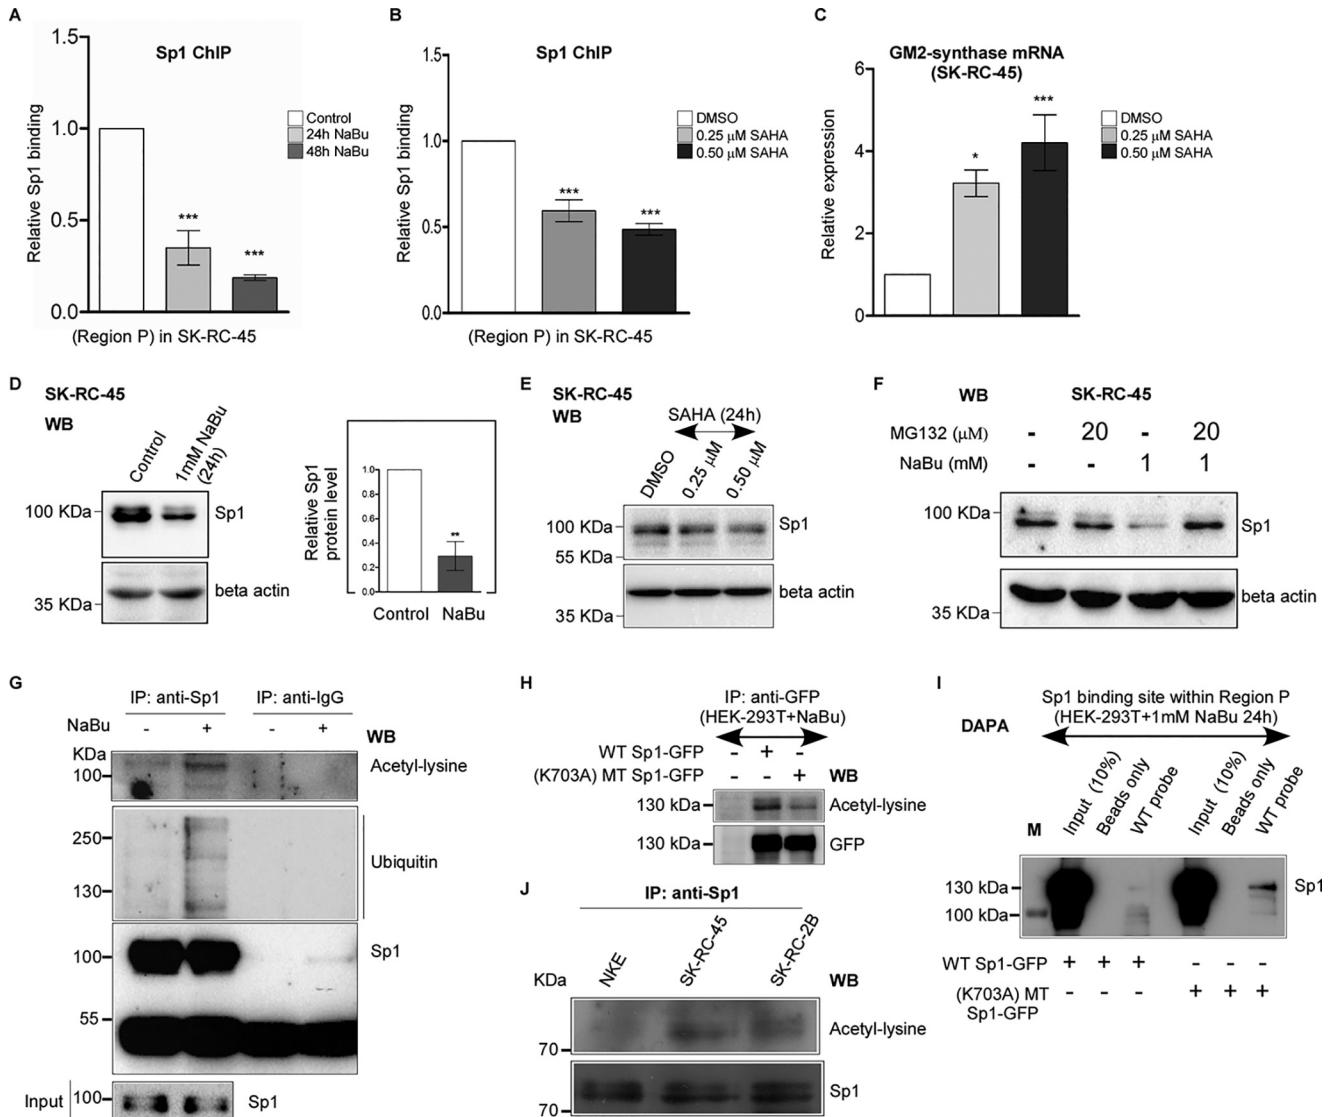 A
1.5
1.0
0.5
0.0
Relative Sp1 binding
Sp1 ChIP
***
***
Control
24h NaBu
48h NaBu
(Region P) in SK-RC-45
B
1.5
1.0
0.5
0.0
Relative Sp1 binding
Sp1 ChIP
***
***
DMSO
0.25 μM SAHA
0.50 μM SAHA
(Region P) in SK-RC-45
C
GM2-synthase mRNA
(SK-RC-45)
6
4
2
0
Relative expression
*
***
DMSO
0.25 μM SAHA
0.50 μM SAHA
D
SK-RC-45
WB
Control
1mM NaBu
(24h)
100 KDa
Sp1
beta actin
35 KDa
Relative Sp1
protein level
1.0
0.8
0.6
0.4
0.2
0.0
**
Control NaBu
E
SK-RC-45
WB
SAHA (24h)
DMSO
0.25 μM
0.50 μM
100 KDa
Sp1
55 KDa
beta actin
35 KDa
F
WB SK-RC-45
MG132 (μM) - 20 - 20
NaBu (mM) - - 1 1
100 KDa
Sp1
beta actin
35 KDa
G
IP: anti-Sp1 IP: anti-IgG
NaBu - + - + WB
KDa
100
Acetyl-lysine
250
Ubiquitin
130
100
Sp1
55
Input 100 Sp1
H
IP: anti-GFP
(HEK-293T+NaBu)
WT Sp1-GFP - + -
(K703A) MT Sp1-GFP - - + WB
130 kDa Acetyl-lysine
130 kDa GFP
I
Sp1 binding site within Region P
DAPA (HEK-293T+1mM NaBu 24h)
M
Input (10%)
Beads only
WT probe
Input (10%)
Beads only
WT probe
130 kDa
Sp1
100 kDa
WT Sp1-GFP + + + - - -
(K703A) MT - - - + + +
Sp1-GFP
J
IP: anti-Sp1
NKE
SK-RC-45
SK-RC-2B
KDa
WB
Acetyl-lysine
70
Sp1
70